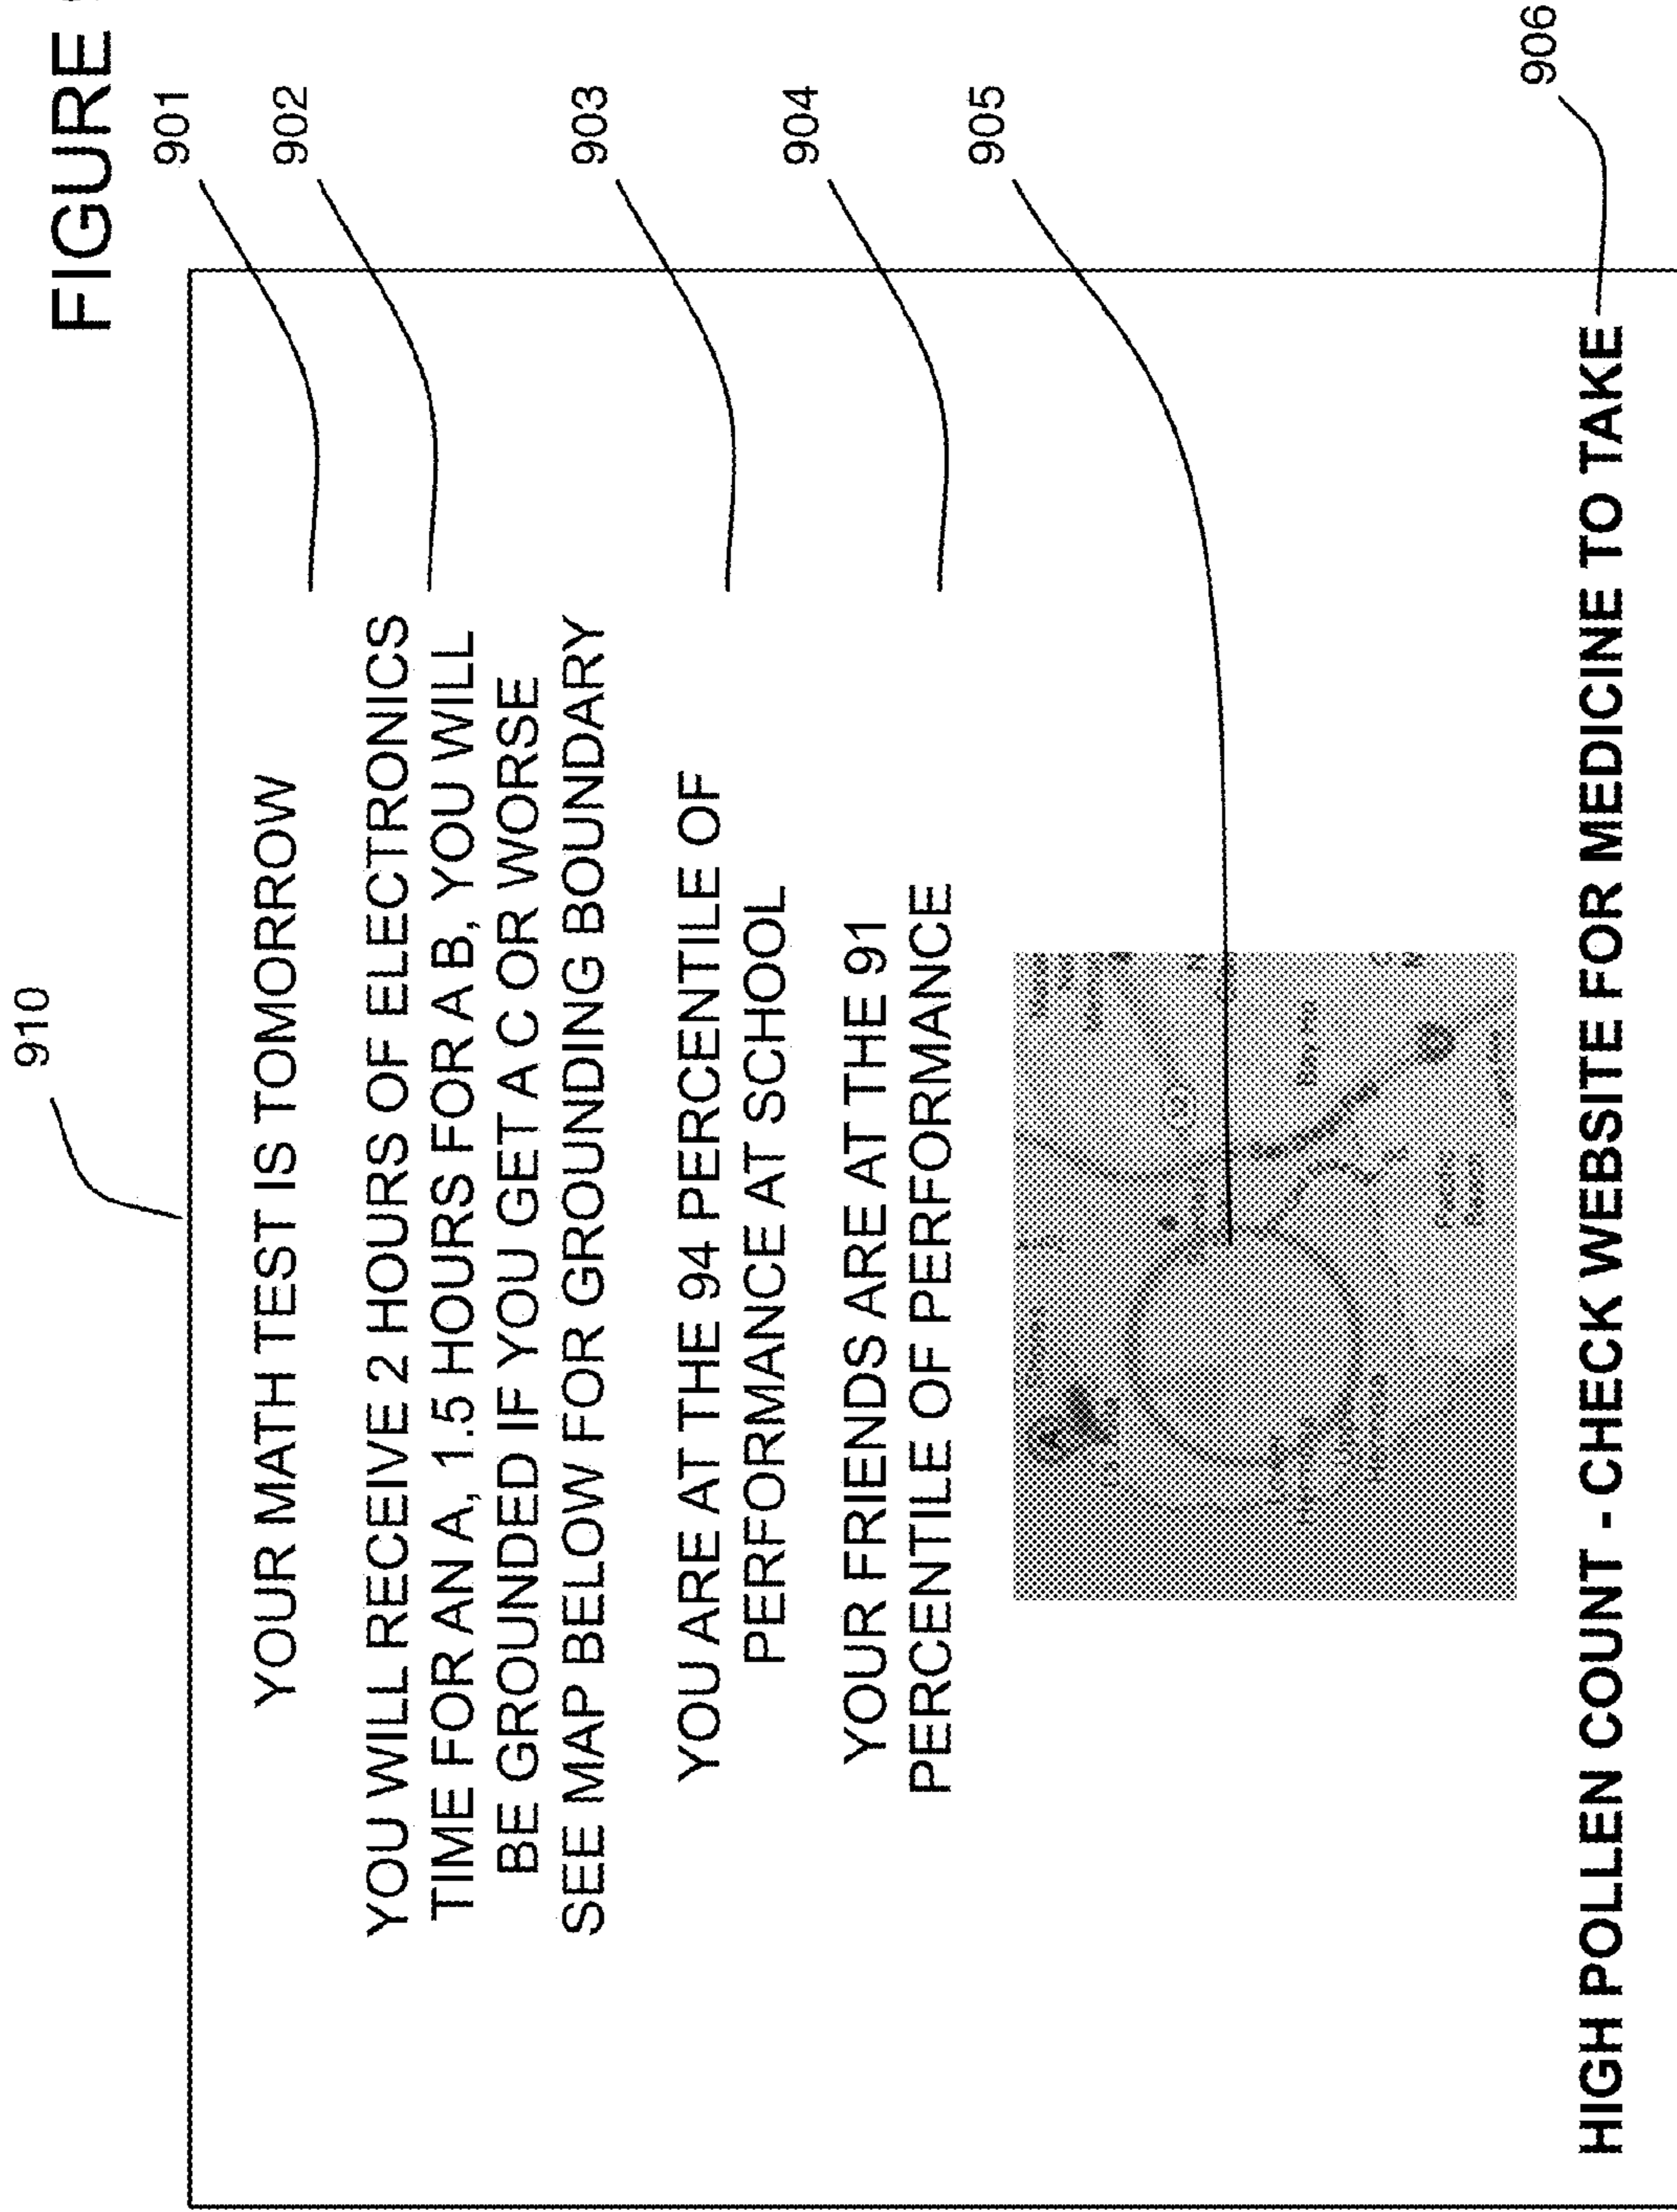 FIGURE
910
901
YOUR MATH TEST IS TOMORROW
902
YOU WILL RECEIVE 2 HOURS OF ELECTRONICS
TIME FOR AN A, 1.5 HOURS FOR A B, YOU WILL
BE GROUNDED IF YOU GET A C OR WORSE
SEE MAP BELOW FOR GROUNDING BOUNDARY
903
YOU ARE AT THE 94 PERCENTILE OF
PERFORMANCE AT SCHOOL
904
YOUR FRIENDS ARE AT THE 91
PERCENTILE OF PERFORMANCE
905
906
HIGH POLLEN COUNT - CHECK WEBSITE FOR MEDICINE TO TAKE